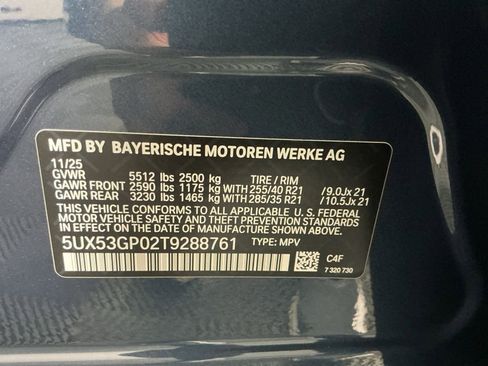 MFD BY BAYERISCHE MOTOREN WERKE AG
11/25
GVWR 5512 lbs 2500 kg TIRE / RIM
GAWR FRONT 2590 lbs 1175 kg WITH 255/40 R21 /9.0Jx 21
GAWR REAR 3230 lbs 1465 kg WITH 285/35 R21 /10.5Jx 21
THIS VEHICLE CONFORMS TO ALL APPLICABLE FEDERAL
MOTOR VEHICLE SAFETY AND THEFT PREVENTION STANDARDS
IN EFFECT ON THE DATE OF MANUFACTURE SHOWN ABOVE.
5UX53GP02T9288761 TYPE: MPV
C4F
7 320 730